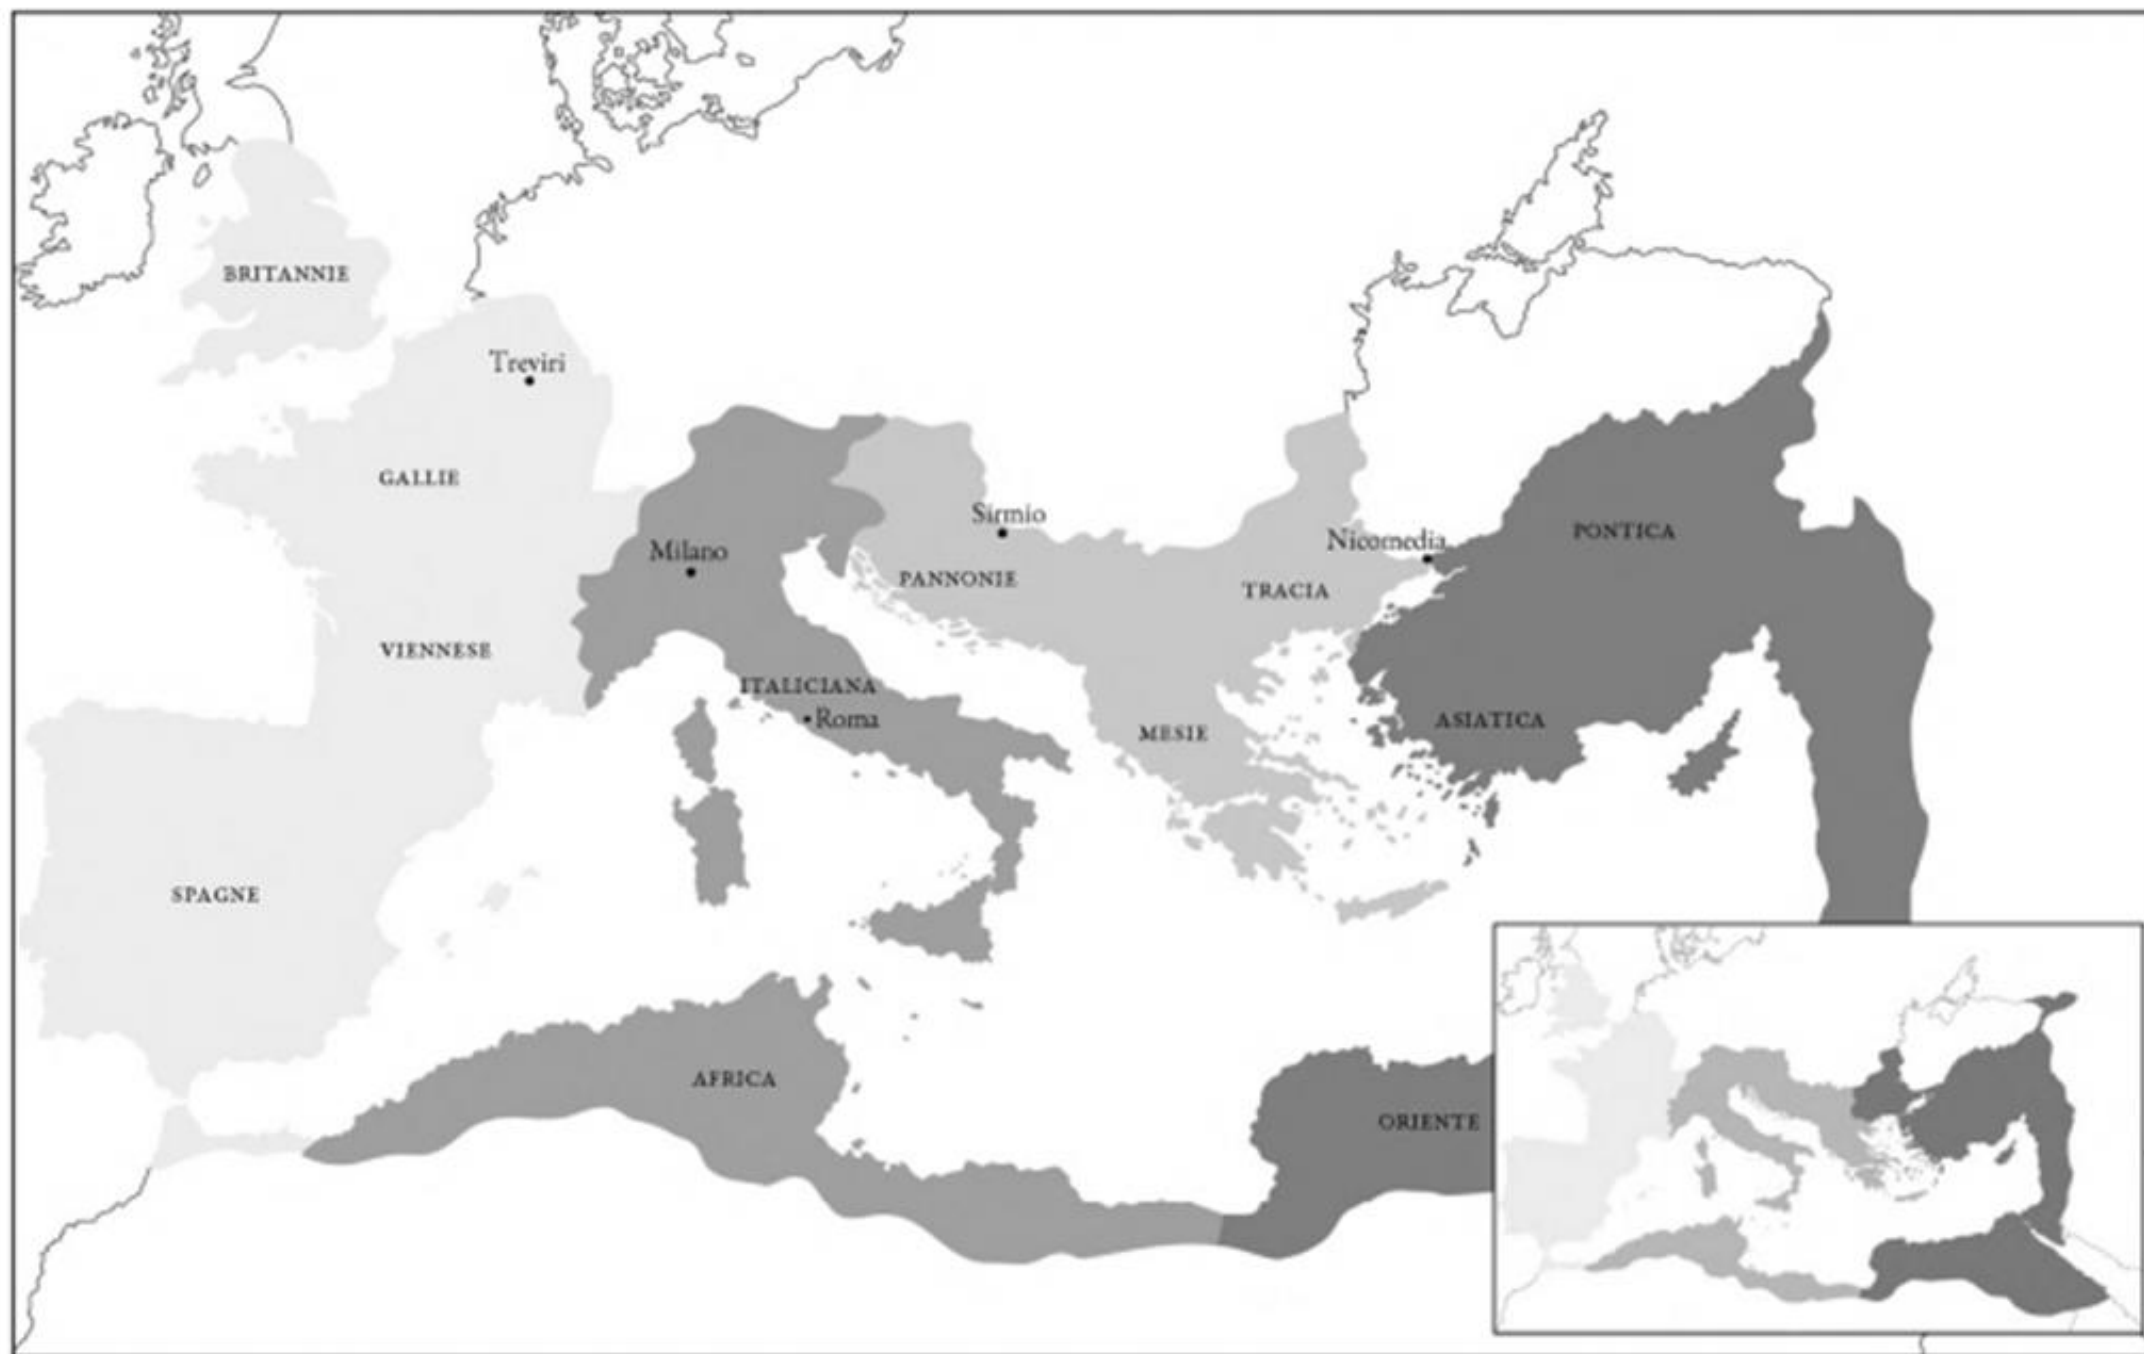 BRITANNIE
Treviri
GALLIE
Sirmio
PONTICA
Nicomedia
Milano
PANNONIE
TRACIA
VIENNESE
ITALICIANA
Roma
ASIATICA
MESIE
SPAGNE
AFRICA
ORIENTE